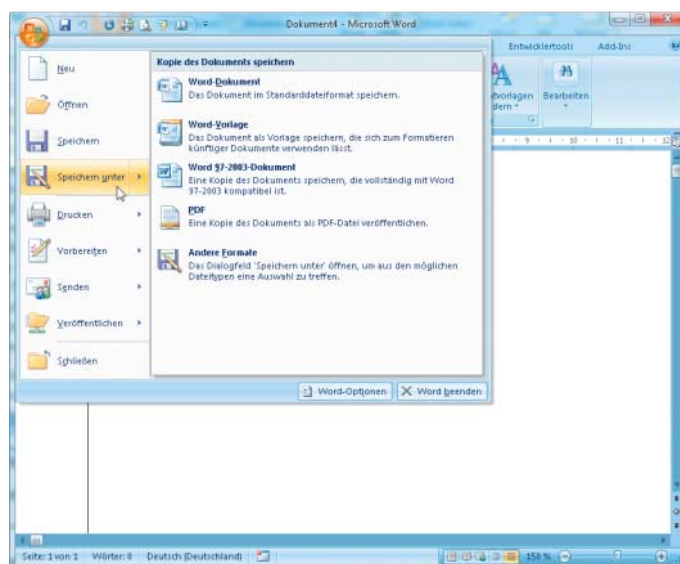 Dokument4 - Microsoft Word
Entwicklertools Add-Ins
Neu
Öffnen
Speichern
Speichern unter
Drucken
Vorbereiten
Senden
Veröffentlichen
Schließen
Kopie des Dokuments speichern
Word-Dokument
Das Dokument im Standarddateiformat speichern.
Word-Vorlage
Das Dokument als Vorlage speichern, die sich zum Formatieren
künftiger Dokumente verwenden lässt.
Word 97-2003-Dokument
Eine Kopie des Dokuments speichern, die vollständig mit Word
97-2003 kompatibel ist.
PDF
Eine Kopie des Dokuments als PDF-Datei veröffentlichen.
Andere Formate
Das Dialogfeld 'Speichern unter' öffnen, um aus den möglichen
Dateitypen eine Auswahl zu treffen.
Word-Optionen Word beenden
Bearbeiten
9 10 11 12
Seite: 1 von 1 Wörter: 0 Deutsch (Deutschland) 150 %